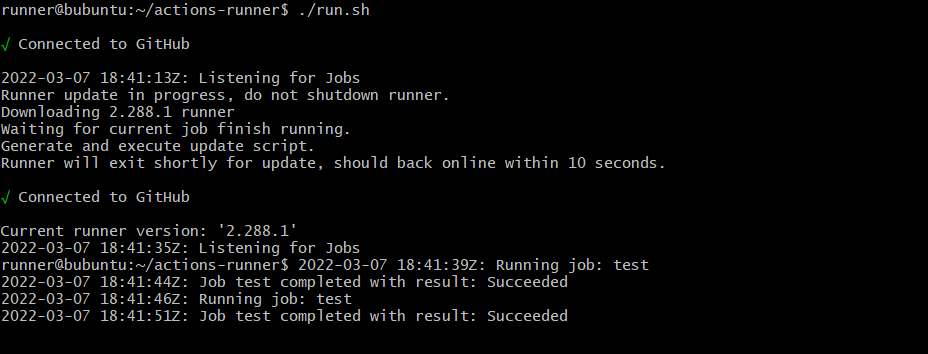 runner@bubuntu:~/actions-runner$ ./run.sh
√ Connected to GitHub
2022-03-07 18:41:13Z: Listening for Jobs
Runner update in progress, do not shutdown runner.
Downloading 2.288.1 runner
Waiting for current job finish running.
Generate and execute update script.
Runner will exit shortly for update, should back online within 10 seconds.
√ Connected to GitHub
Current runner version: '2.288.1'
2022-03-07 18:41:35Z: Listening for Jobs
runner@bubuntu:~/actions-runner$ 2022-03-07 18:41:39Z: Running job: test
2022-03-07 18:41:44Z: Job test completed with result: Succeeded
2022-03-07 18:41:46Z: Running job: test
2022-03-07 18:41:51Z: Job test completed with result: Succeeded